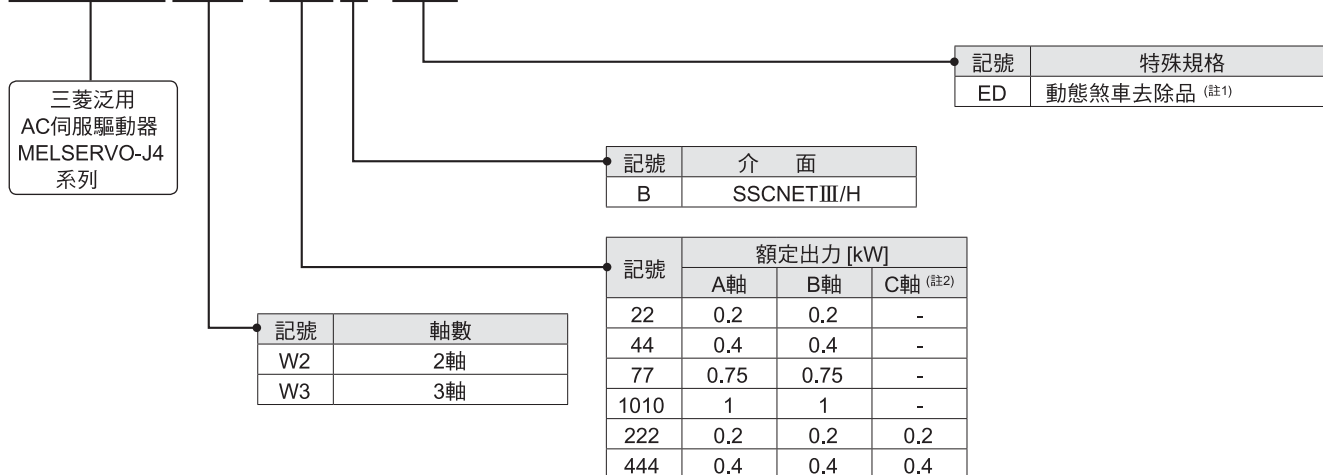 三菱泛用
AC伺服驅動器
MELSERVO-J4
系列
記號 特殊規格
ED 動態煞車去除品 (註1)
記號 介 面
B SSCNETⅢ/H
記號 額定出力 [kW]
A軸 B軸 C軸 (註2)
22 0.2 0.2 -
44 0.4 0.4 -
77 0.75 0.75 -
1010 1 1 -
222 0.2 0.2 0.2
444 0.4 0.4 0.4
記號 軸數
W2 2軸
W3 3軸